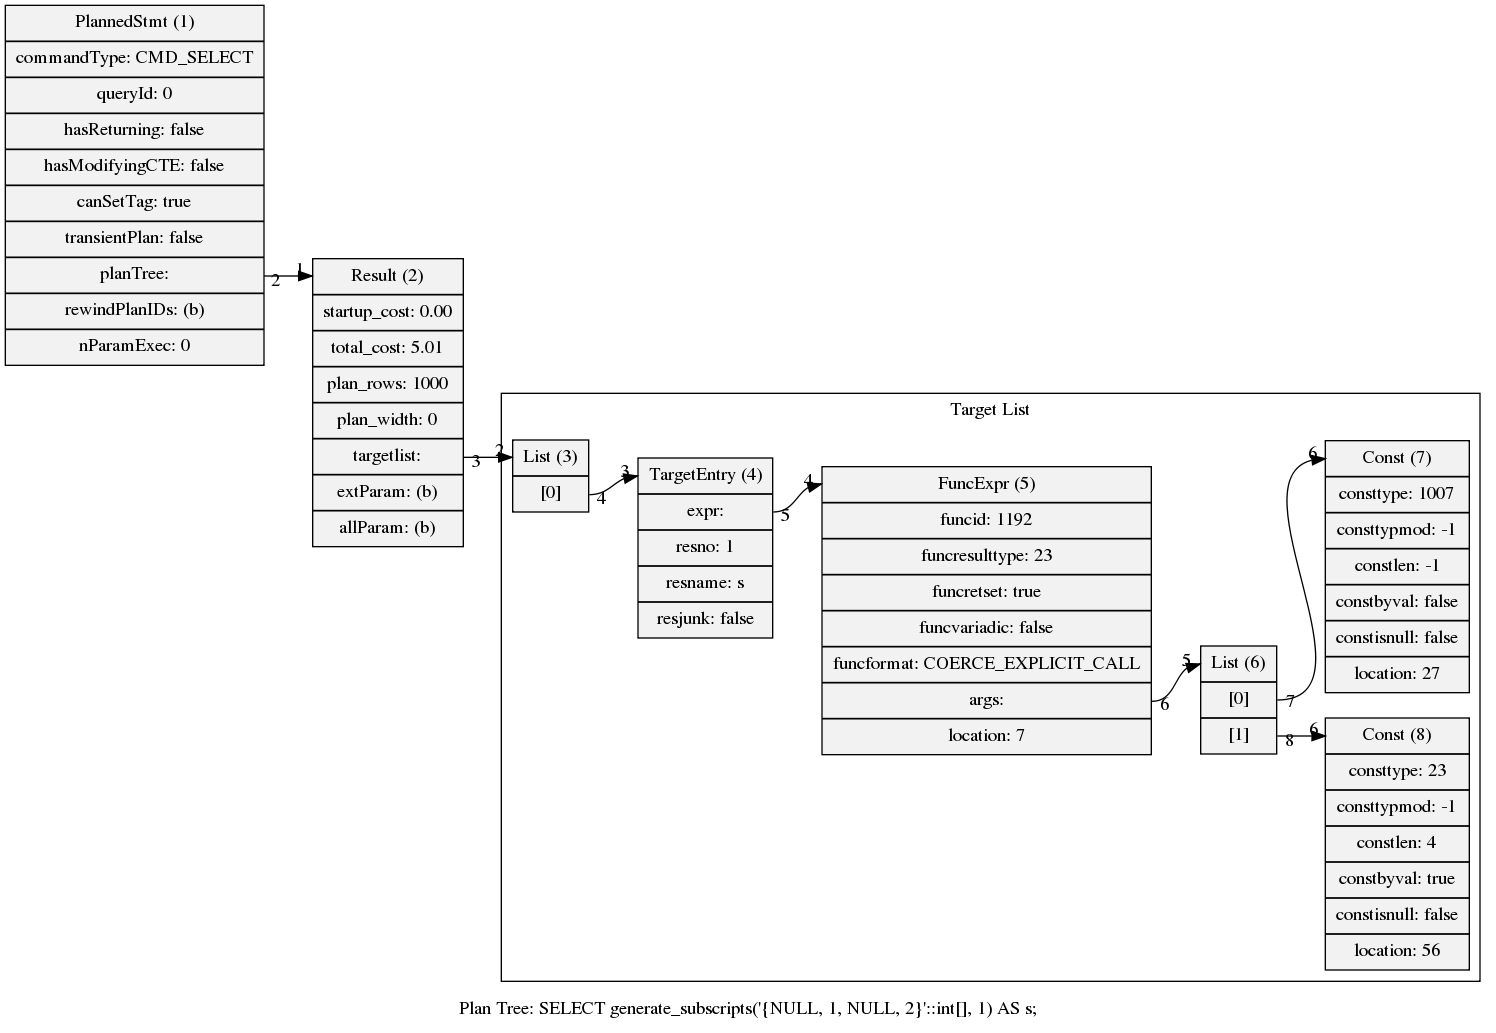 PlannedStmt (1)
commandType: CMD_SELECT
queryId: 0
hasReturning: false
hasModifyingCTE: false
canSetTag: true
transientPlan: false
planTree:
rewindPlanIDs: (b)
nParamExec: 0
2
1
Result (2)
startup_cost: 0.00
total_cost: 5.01
plan_rows: 1000
plan_width: 0
targetlist:
extParam: (b)
allParam: (b)
3
2
Target List
List (3)
[0]
4
3
TargetEntry (4)
expr:
resno: 1
resname: s
resjunk: false
5
4
FuncExpr (5)
funcid: 1192
funcresulttype: 23
funcretset: true
funcvariadic: false
funcformat: COERCE_EXPLICIT_CALL
args:
location: 7
6
5
List (6)
[0]
[1]
7
8
6
Const (7)
consttype: 1007
consttypmod: -1
constlen: -1
constbyval: false
constisnull: false
location: 27
6
Const (8)
consttype: 23
consttypmod: -1
constlen: 4
constbyval: true
constisnull: false
location: 56
Plan Tree: SELECT generate_subscripts('{NULL, 1, NULL, 2}'::int[], 1) AS s;